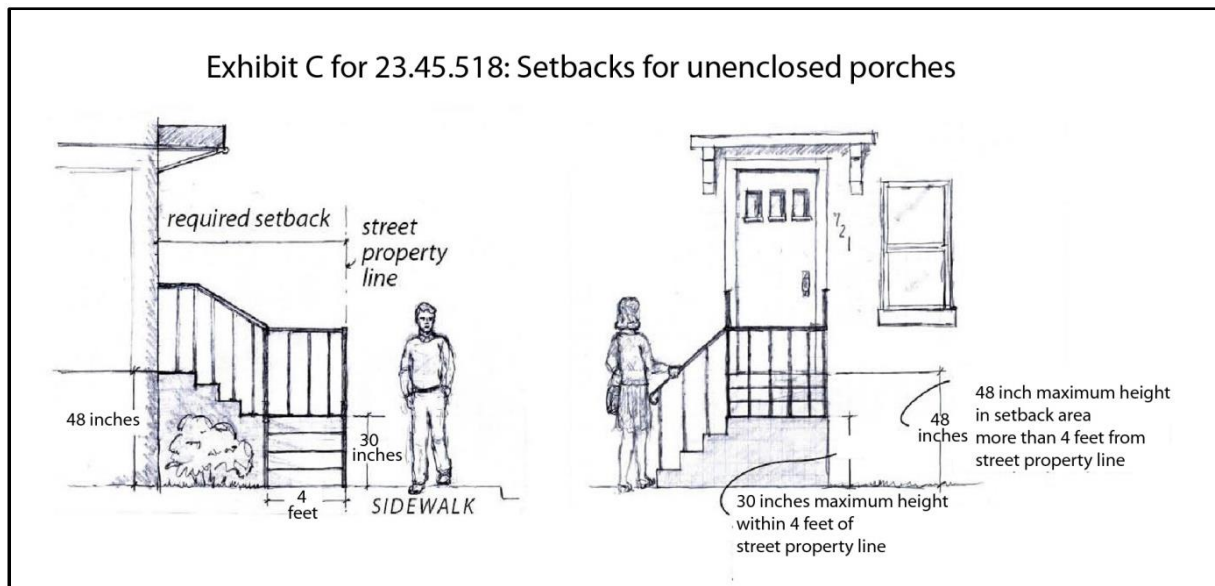 Exhibit C for 23.45.518: Setbacks for unenclosed porches
required setback
street
property
line
48 inches
30
inches
4
feet
SIDEWALK
721
48
inches
48 inch maximum height
in setback area
more than 4 feet from
street property line
30 inches maximum height
within 4 feet of
street property line